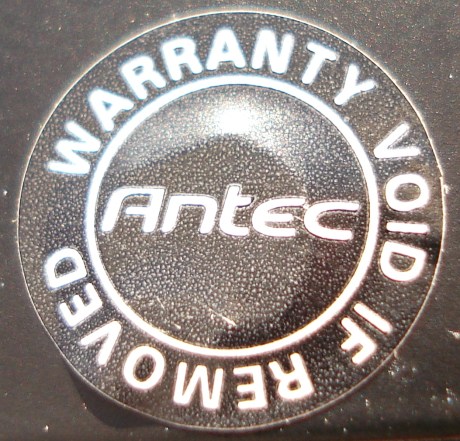 WARRANTY VOID IF REMOVED
Antec